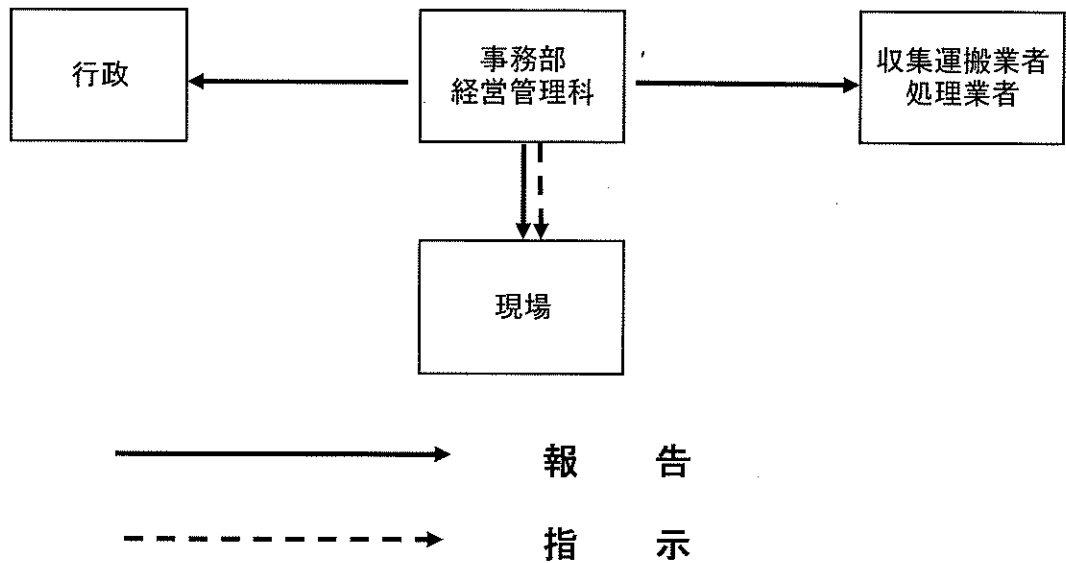 行政
事務部
経営管理科
収集運搬業者
処理業者
現場
報 告
指 示